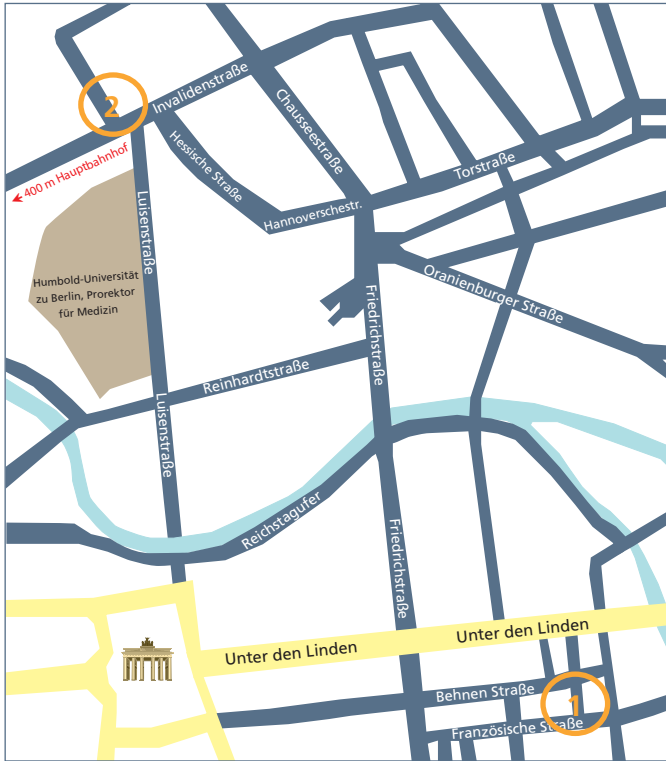 2
Invalidenstraße
Chausseestraße
Hessische Straße
400 m Hauptbahnhof
Torstraße
Hannoverschestr.
Luisenstraße
Humbold-Universität
zu Berlin, Prorektor
für Medizin
Oranienburger Straße
Friedrichstraße
Reinhardtstraße
Luisenstraße
Reichstagufer
Friedrichstraße
Unter den Linden
Unter den Linden
Behnen Straße
1
Französische Straße